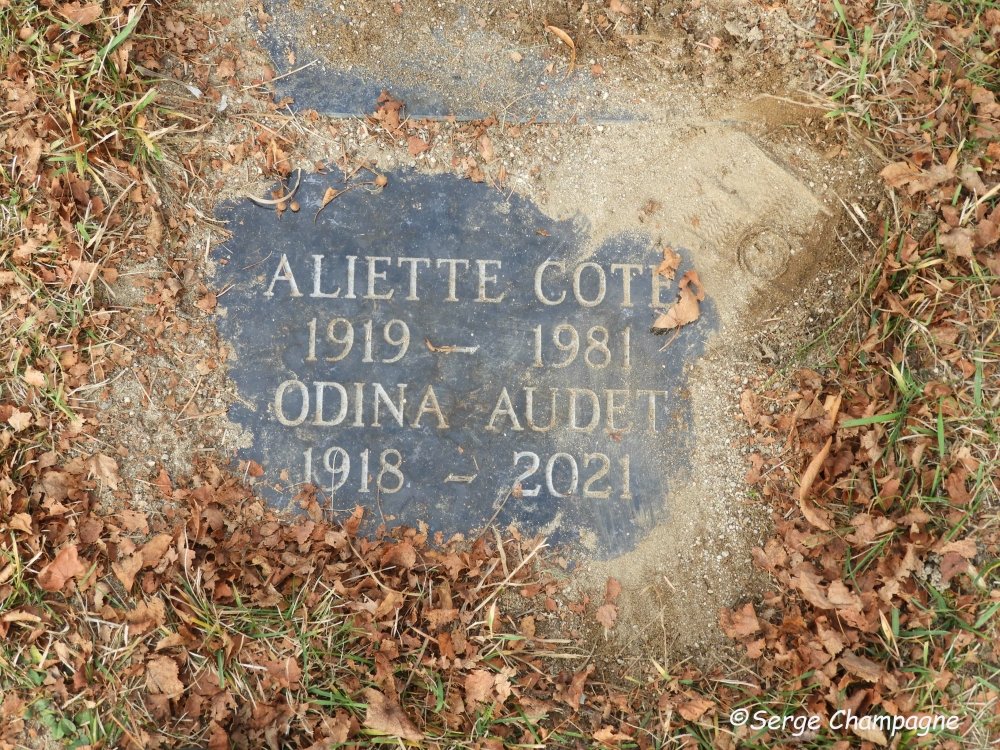 ALIETTE COTE
1919 - 1981
ODINA AUDET
1918 - 2021
©Serge Champagne